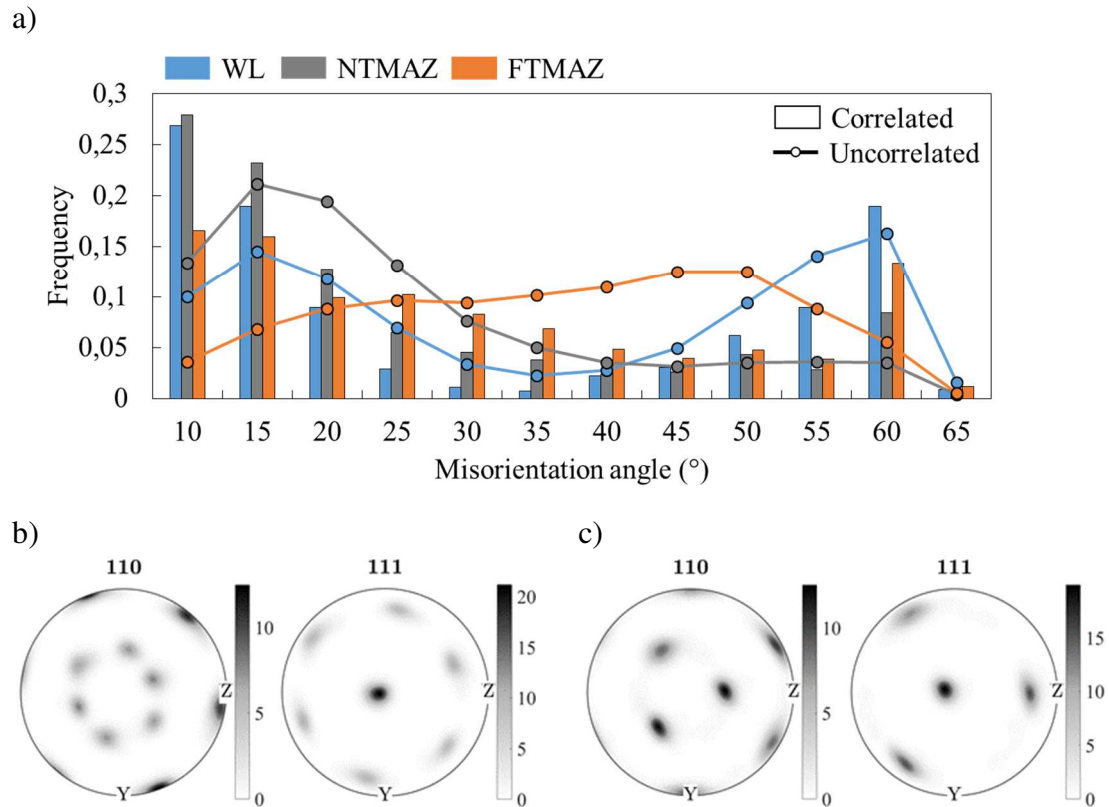 a)
WL NTMAZ FTMAZ
0,3
0,25
0,2
0,15
0,1
0,05
0
Frequency
Correlated
Uncorrelated
10 15 20 25 30 35 40 45 50 55 60 65
Misorientation angle (°)
b)
110
Z
Y
10
5
0
111
Z
Y
20
15
10
5
0
c)
110
Z
Y
10
5
0
111
Z
Y
15
10
5
0